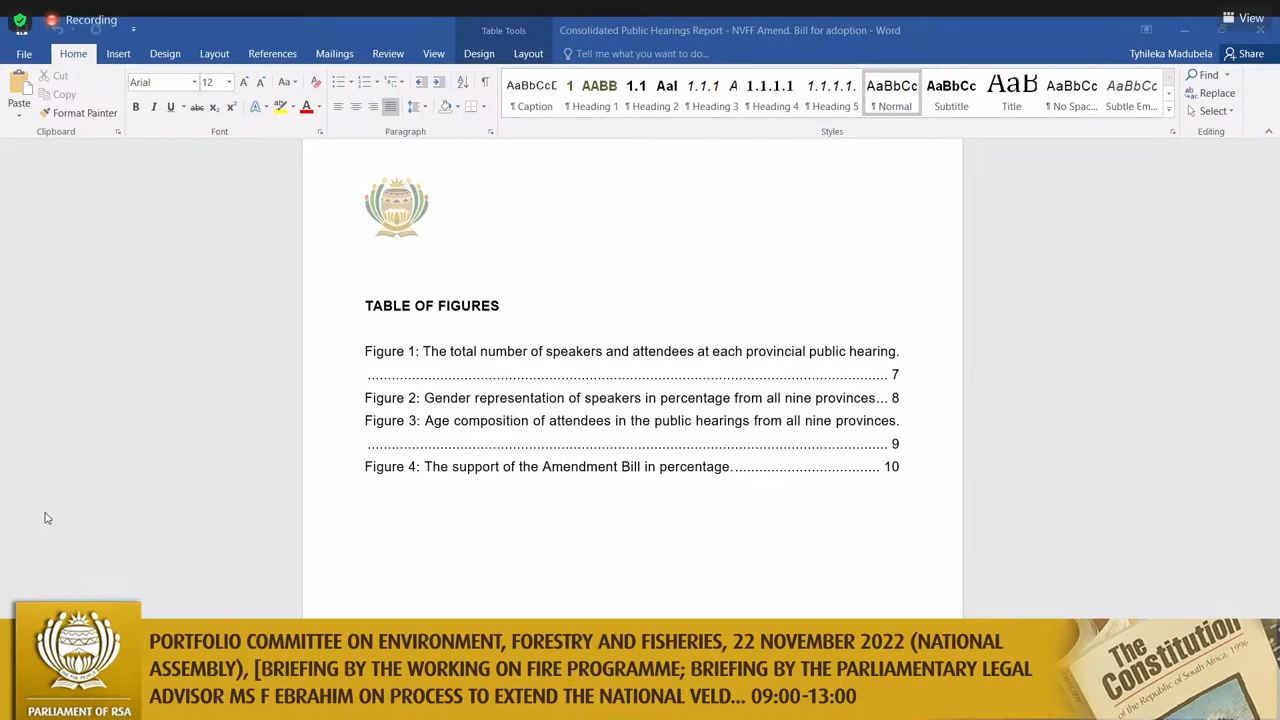 Recording
View
Table Tools
Consolidated Public Hearings Report - NVFF Amend. Bill for adoption - Word
File Home Insert Design Layout References Mailings Review View Design Layout Tell me what you want to do... Tyhileka Madubela Share
Paste
Cut
Copy
Format Painter
Clipboard
Arial 12
Font
Paragraph
AaBbCcD 1 AABB 1.1 AaI 1.1.1 A 1.1.1.1 1.1.1.1. AaBbCc AaBbCc AaB AaBbCc AaBbCc
¶ Caption ¶ Heading 1 ¶ Heading 2 ¶ Heading 3 ¶ Heading 4 ¶ Heading 5 ¶ Normal Subtitle Title ¶ No Spac... Subtle Em...
Styles
Find
Replace
Select
Editing
TABLE OF FIGURES
Figure 1: The total number of speakers and attendees at each provincial public hearing.
.................................................................................................................................. 7
Figure 2: Gender representation of speakers in percentage from all nine provinces... 8
Figure 3: Age composition of attendees in the public hearings from all nine provinces.
.................................................................................................................................. 9
Figure 4: The support of the Amendment Bill in percentage..................................... 10
PORTFOLIO COMMITTEE ON ENVIRONMENT, FORESTRY AND FISHERIES, 22 NOVEMBER 2022 (NATIONAL
ASSEMBLY), [BRIEFING BY THE WORKING ON FIRE PROGRAMME; BRIEFING BY THE PARLIAMENTARY LEGAL
ADVISOR MS F EBRAHIM ON PROCESS TO EXTEND THE NATIONAL VELD... 09:00-13:00
PARLIAMENT OF RSA
The
Constitution
of the Republic of South Africa, 1996